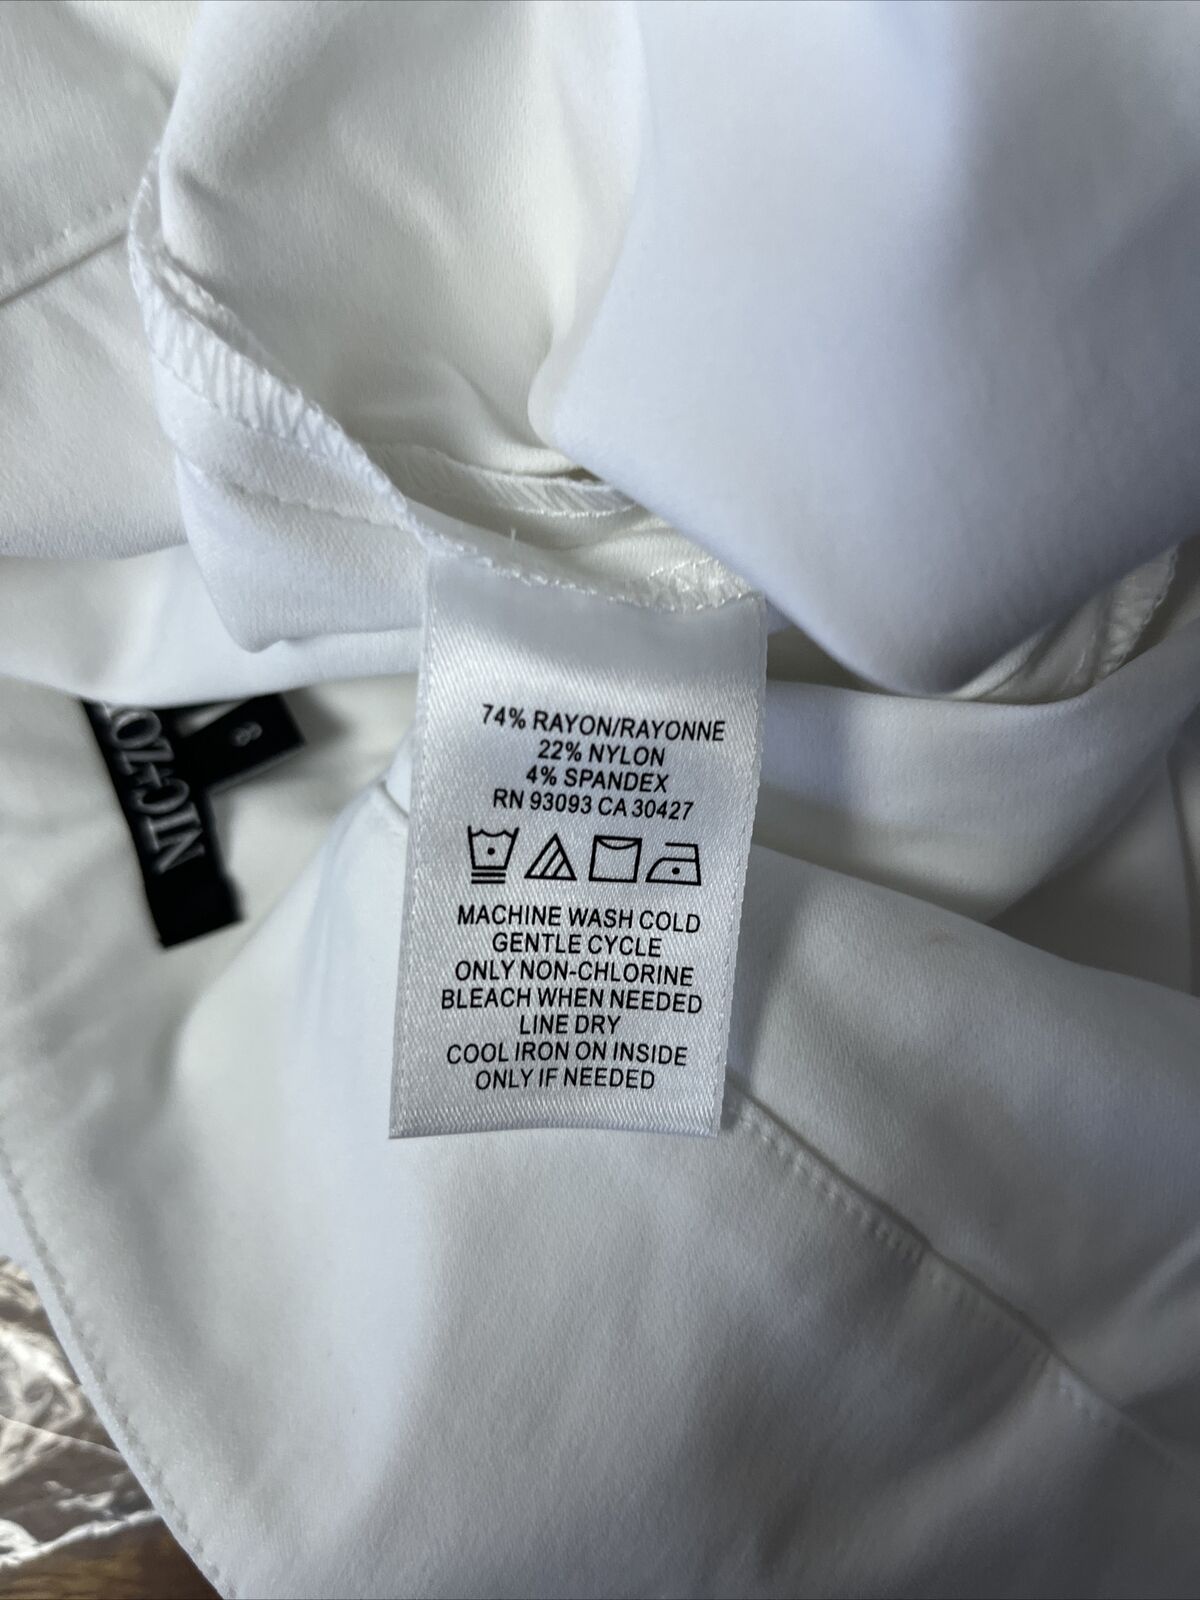 74% RAYON/RAYONNE
22% NYLON
4% SPANDEX
RN 93093 CA 30427
MACHINE WASH COLD
GENTLE CYCLE
ONLY NON-CHLORINE
BLEACH WHEN NEEDED
LINE DRY
COOL IRON ON INSIDE
ONLY IF NEEDED
NIC+ZO
8